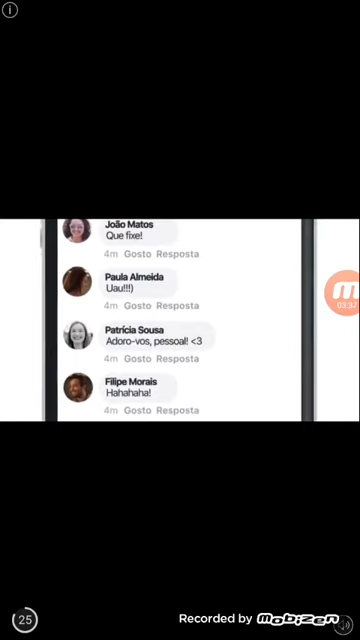 João Matos
Que fixe!
4m Gosto Resposta
Paula Almeida
Uau!!!)
4m Gosto Resposta
Patrícia Sousa
Adoro-vos, pessoal! <3
4m Gosto Resposta
Filipe Morais
Hahahaha!
4m Gosto Resposta
03:37
25
Recorded by Mobizen